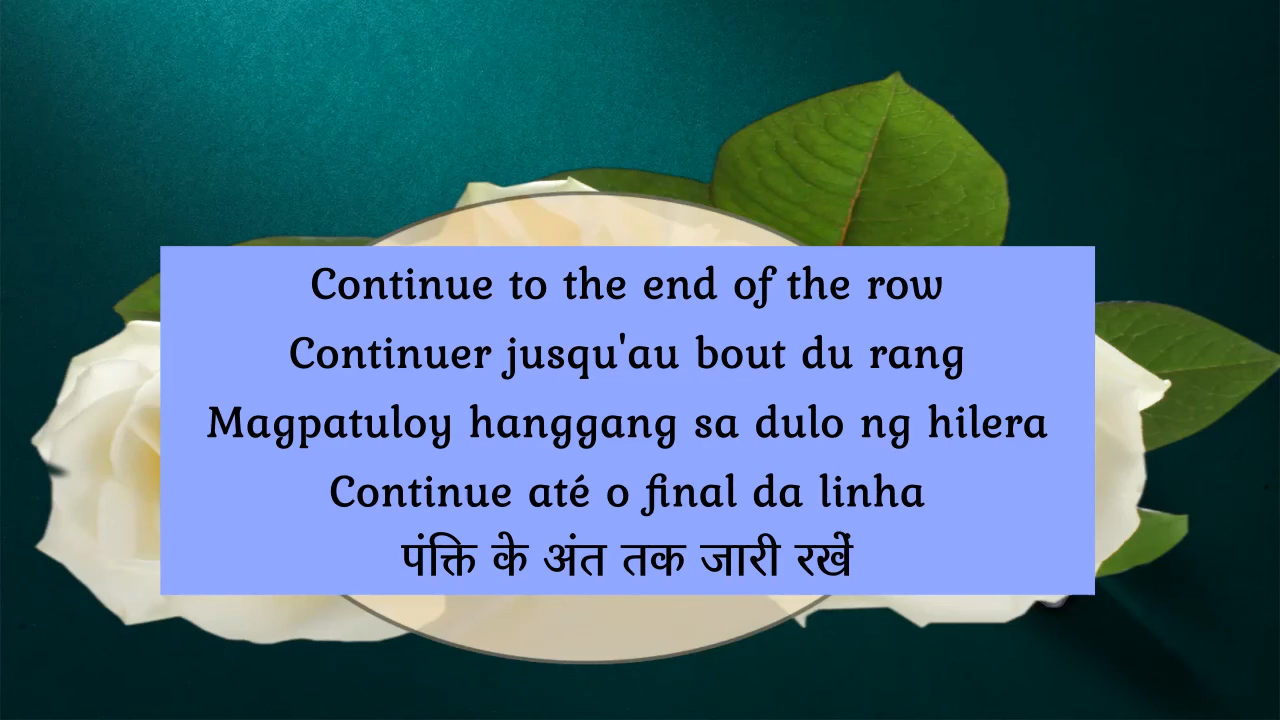 Continue to the end of the row
Continuer jusqu'au bout du rang
Magpatuloy hanggang sa dulo ng hilera
Continue até o final da linha
पंक्ति के अंत तक जारी रखें